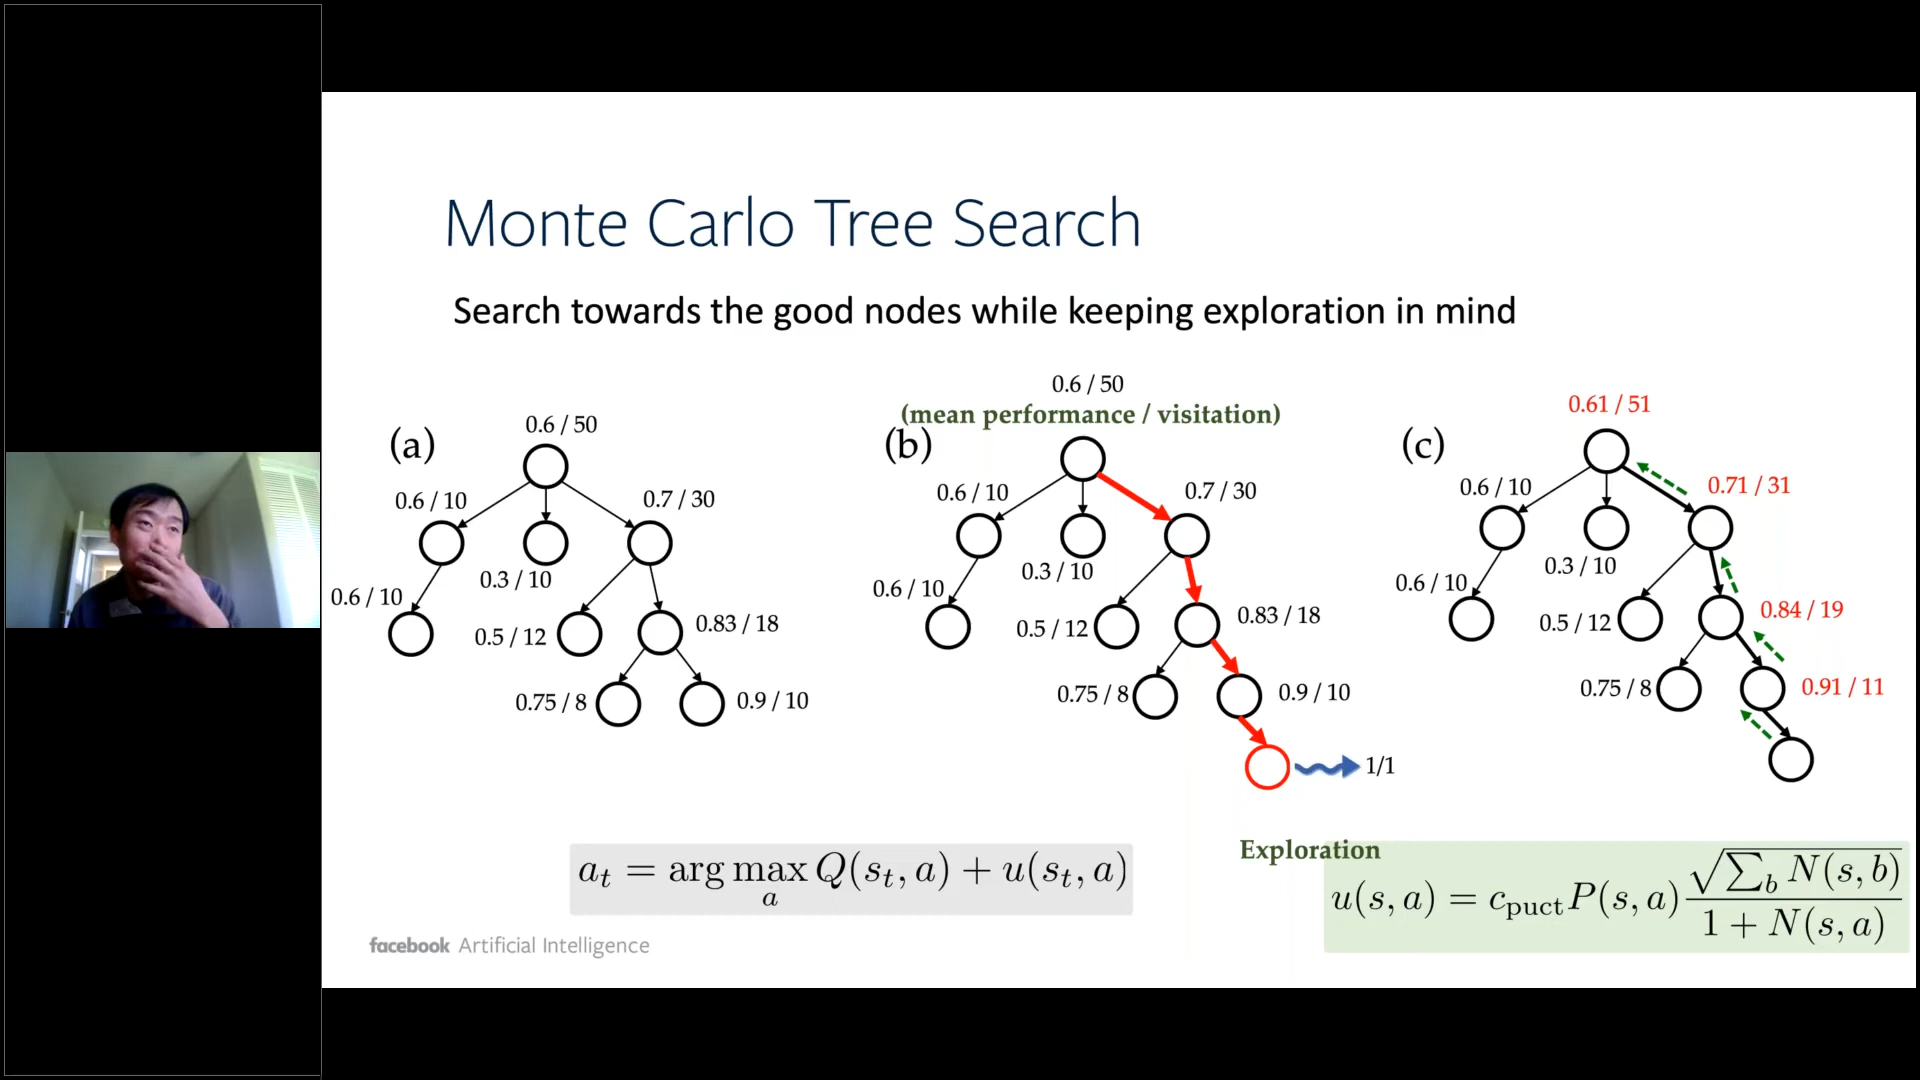 Monte Carlo Tree Search
Search towards the good nodes while keeping exploration in mind
(a)
0.6 / 50
0.6 / 10
0.7 / 30
0.3 / 10
0.6 / 10
0.5 / 12
0.83 / 18
0.75 / 8
0.9 / 10
0.6 / 50
(mean performance / visitation)
(b)
0.6 / 10
0.7 / 30
0.3 / 10
0.6 / 10
0.5 / 12
0.83 / 18
0.75 / 8
0.9 / 10
1/1
(c)
0.61 / 51
0.6 / 10
0.71 / 31
0.3 / 10
0.6 / 10
0.5 / 12
0.84 / 19
0.75 / 8
0.91 / 11
a_t = arg max_a Q(s_t, a) + u(s_t, a)
Exploration
u(s, a) = c_puct P(s, a) √∑_b N(s, b) / 1 + N(s, a)
facebook Artificial Intelligence